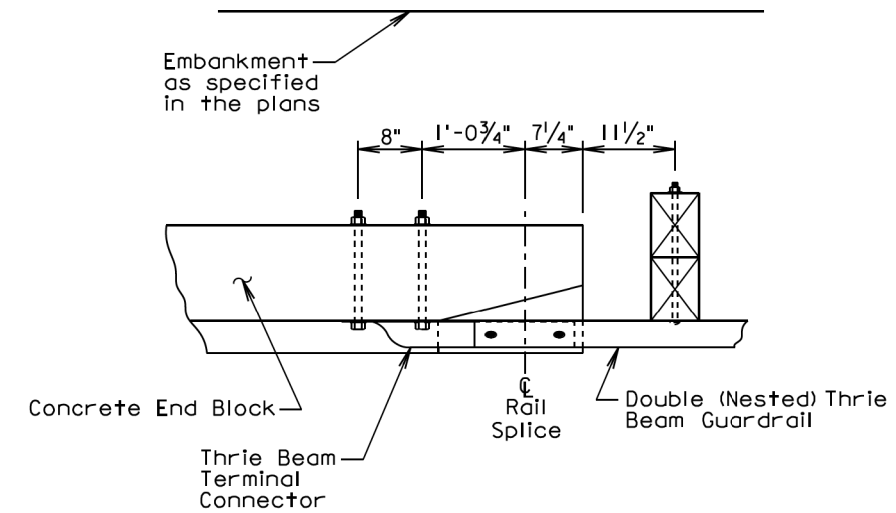 Embankment
as specified
in the plans
8" 1'-0¾" 7¼" 11½"
Concrete End Block
Thrie Beam
Terminal
Connector
℄
Rail
Splice
Double (Nested) Thrie
Beam Guardrail